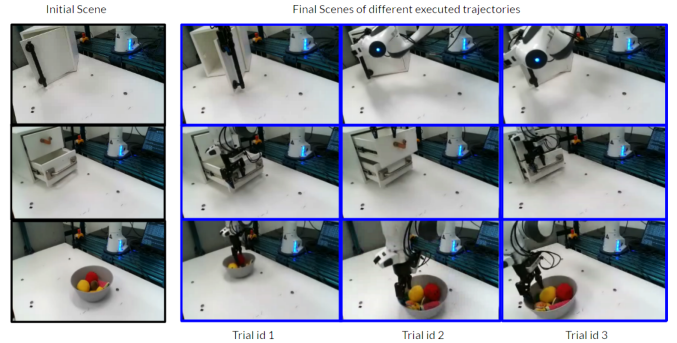 Initial Scene
Final Scenes of different executed trajectories
Trial id 1
Trial id 2
Trial id 3